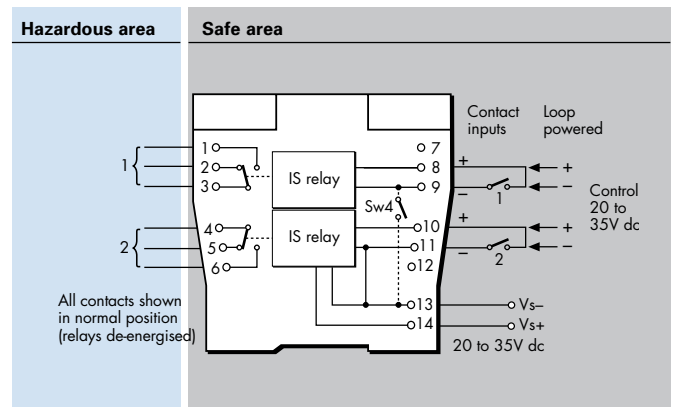 Hazardous area
Safe area
Contact inputs
Loop powered
1
1
2
3
IS relay
7
8
9
+
–
1
+
–
Control
20 to
35V dc
Sw4
2
4
5
6
IS relay
10
11
12
+
–
2
+
–
13
14
Vs–
Vs+
20 to 35V dc
All contacts shown
in normal position
(relays de-energised)